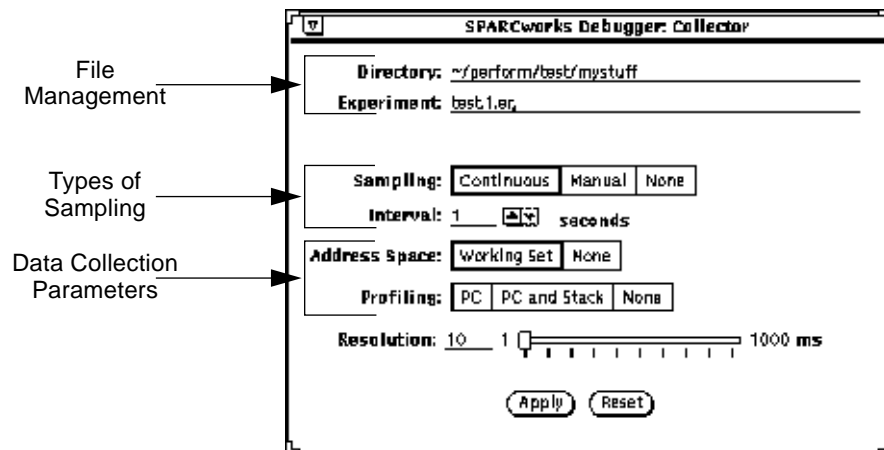 SPARCworks Debugger: Collector
File
Management
Directory: ~/perform/test/mystuff
Experiment: test.1.er
Types of
Sampling
Sampling: Continuous Manual None
Interval: 1 seconds
Data Collection
Parameters
Address Space: Working Set None
Profiling: PC PC and Stack None
Resolution: 10 1 1000 ms
Apply Reset